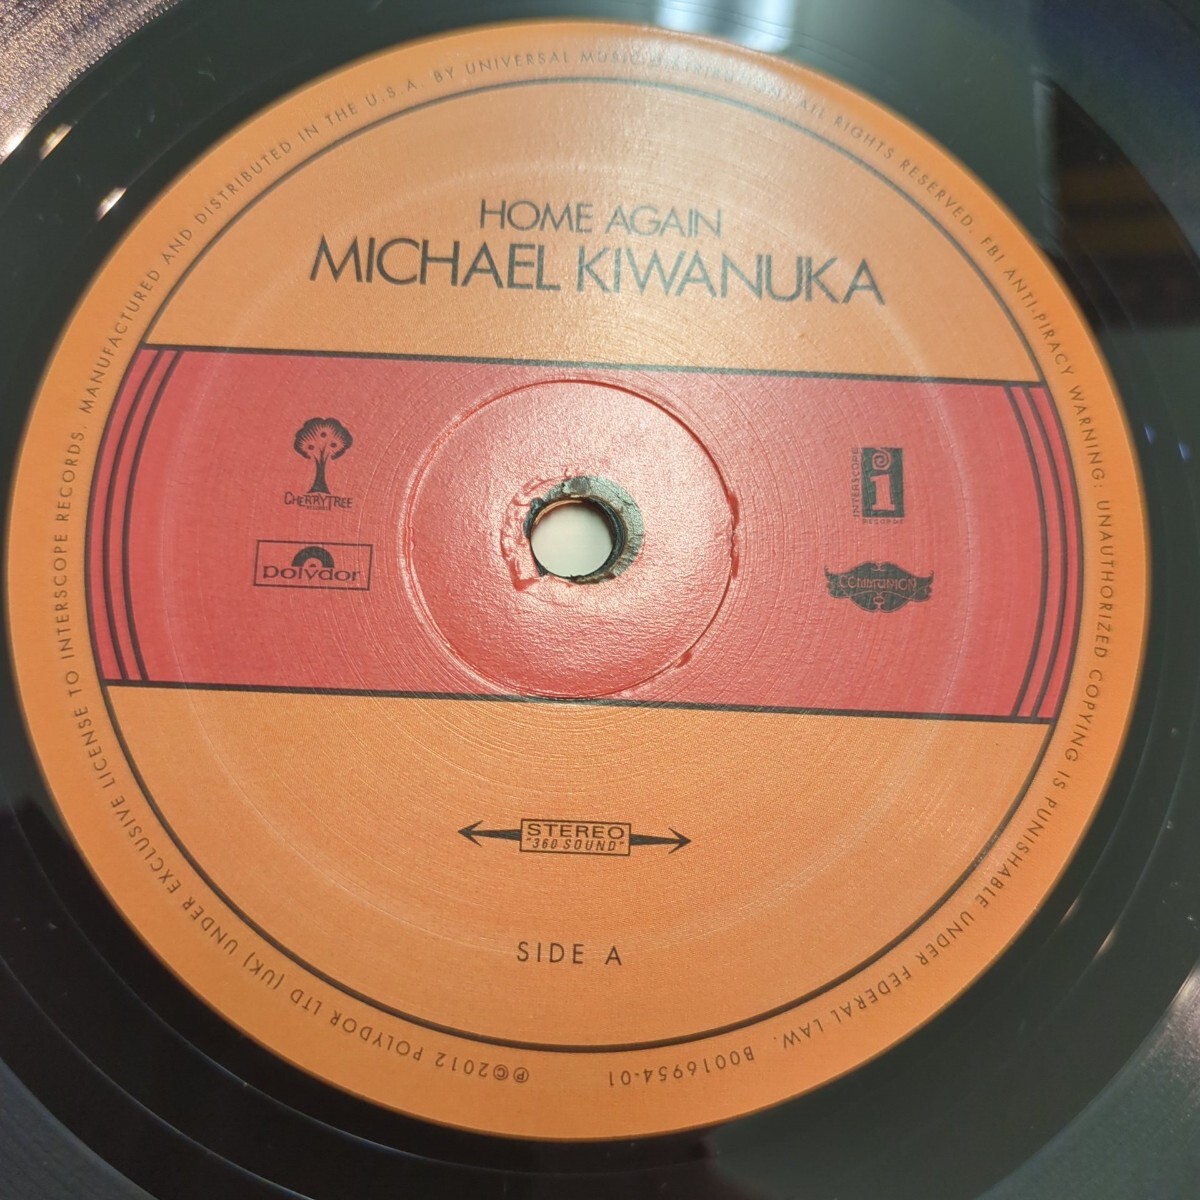 HOME AGAIN
MICHAEL KIWANUKA
CHERRYTREE
polydor
INTERSCOPE
i
RECORDS
COMMUNION
STEREO
"360 SOUND"
SIDE A
℗©2012 POLYDOR LTD (UK) UNDER EXCLUSIVE LICENSE TO INTERSCOPE RECORDS. MANUFACTURED AND DISTRIBUTED IN THE U.S.A. BY UNIVERSAL MUSIC ALL RIGHTS RESERVED. FBI ANTI-PIRACY WARNING: UNAUTHORIZED COPYING IS PUNISHABLE UNDER FEDERAL LAW. B0016954-01